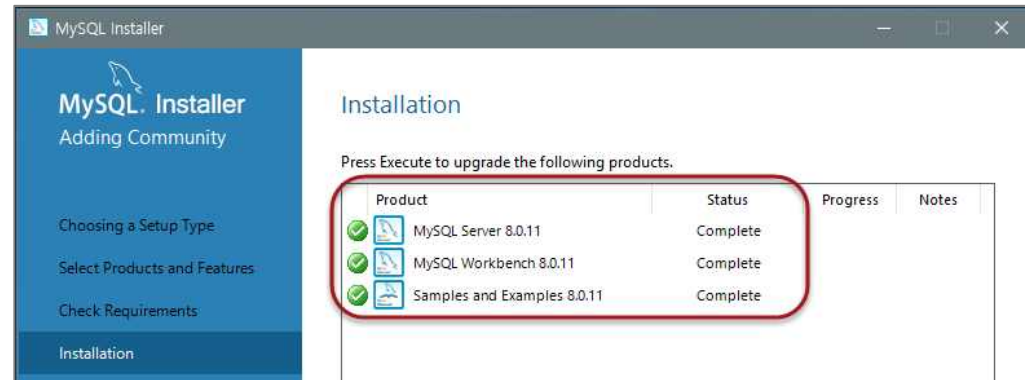 MySQL Installer
MySQL. Installer
Adding Community
Choosing a Setup Type
Select Products and Features
Check Requirements
Installation
Installation
Press Execute to upgrade the following products.
Product Status Progress Notes
MySQL Server 8.0.11 Complete
MySQL Workbench 8.0.11 Complete
Samples and Examples 8.0.11 Complete